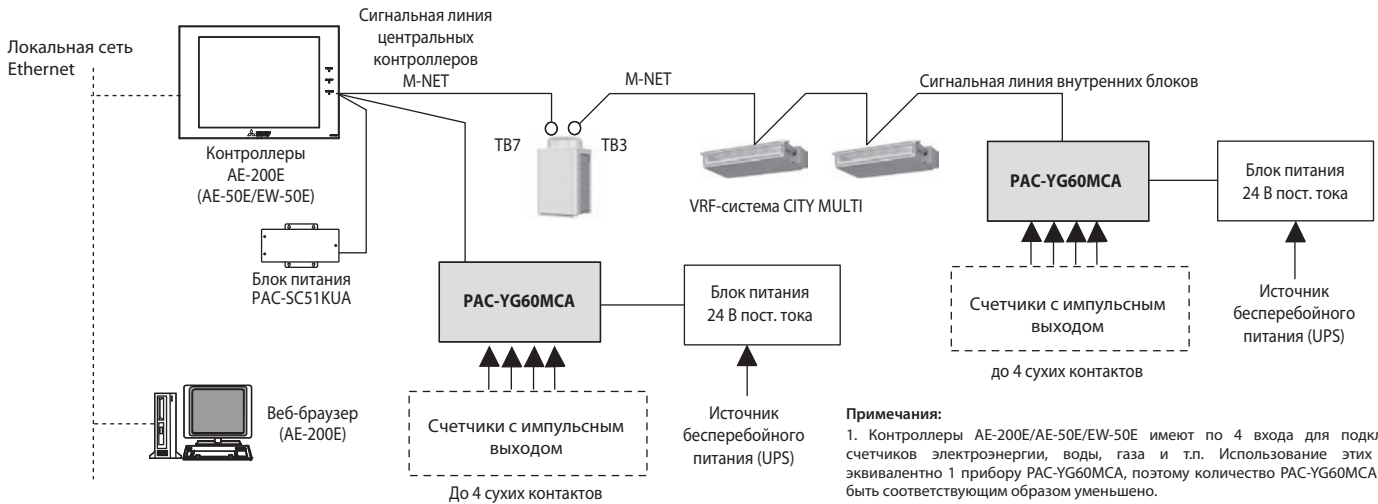 Локальная сеть
Ethernet
Сигнальная линия
центральных
контроллеров
M-NET
M-NET
Сигнальная линия внутренних блоков
Контроллеры
AE-200E
(AE-50E/EW-50E)
TB7
TB3
VRF-система CITY MULTI
PAC-YG60MCA
Блок питания
24 В пост. тока
Блок питания
PAC-SC51KUA
PAC-YG60MCA
Блок питания
24 В пост. тока
Счетчики с импульсным
выходом
до 4 сухих контактов
Источник
бесперебойного
питания (UPS)
Веб-браузер
(AE-200E)
Счетчики с импульсным
выходом
До 4 сухих контактов
Источник
бесперебойного
питания (UPS)
Примечания:
1. Контроллеры AE-200E/AE-50E/EW-50E имеют по 4 входа для подкл
счетчиков электроэнергии, воды, газа и т.п. Использование этих
эквивалентно 1 прибору PAC-YG60MCA, поэтому количество PAC-YG60MCA
быть соответствующим образом уменьшено.